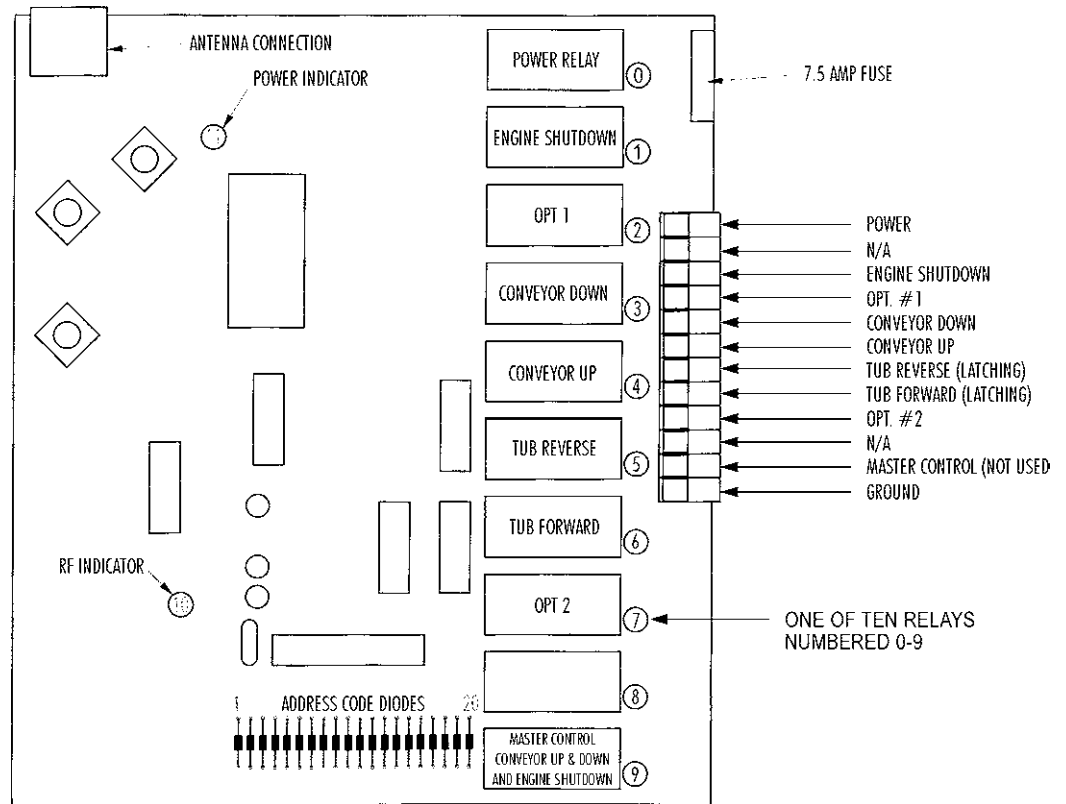 ANTENNA CONNECTION
POWER INDICATOR
11
POWER RELAY
0
7.5 AMP FUSE
ENGINE SHUTDOWN
1
OPT 1
2
CONVEYOR DOWN
3
CONVEYOR UP
4
TUB REVERSE
5
TUB FORWARD
6
OPT 2
7
8
MASTER CONTROL
CONVEYOR UP & DOWN
AND ENGINE SHUTDOWN
9
POWER
N/A
ENGINE SHUTDOWN
OPT. #1
CONVEYOR DOWN
CONVEYOR UP
TUB REVERSE (LATCHING)
TUB FORWARD (LATCHING)
OPT. #2
N/A
MASTER CONTROL (NOT USED
GROUND
ONE OF TEN RELAYS
NUMBERED 0-9
RF INDICATOR
10
1 ADDRESS CODE DIODES 20